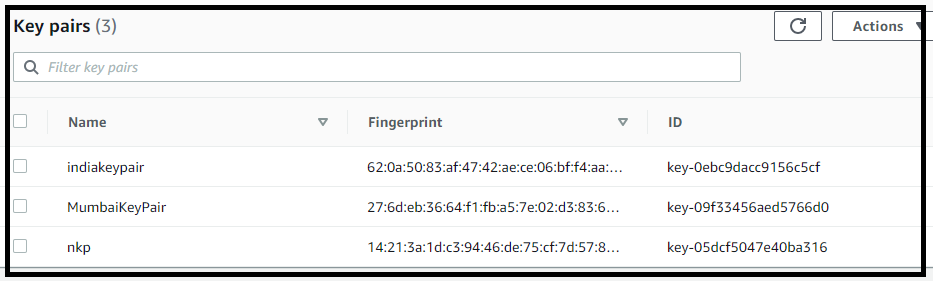 Key pairs (3)
Actions
Filter key pairs
Name Fingerprint ID
indiakeypair 62:0a:50:83:af:47:42:ae:ce:06:bf:f4:aa:... key-0ebc9dacc9156c5cf
MumbaiKeyPair 27:6d:eb:36:64:f1:fb:a5:7e:02:d3:83:6... key-09f33456aed5766d0
nkp 14:21:3a:1d:c3:94:46:de:75:cf:7d:57:8... key-05dcf5047e40ba316